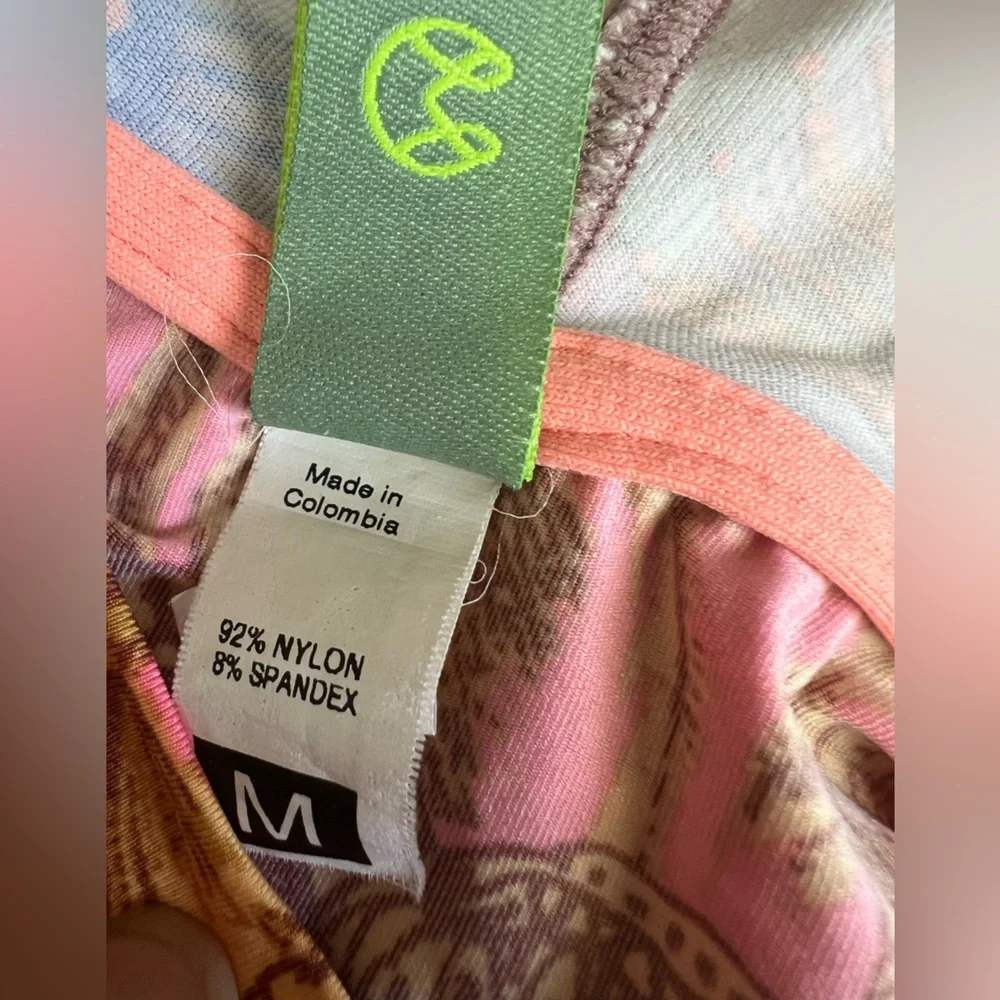 Made in
Colombia
92% NYLON
8% SPANDEX
M